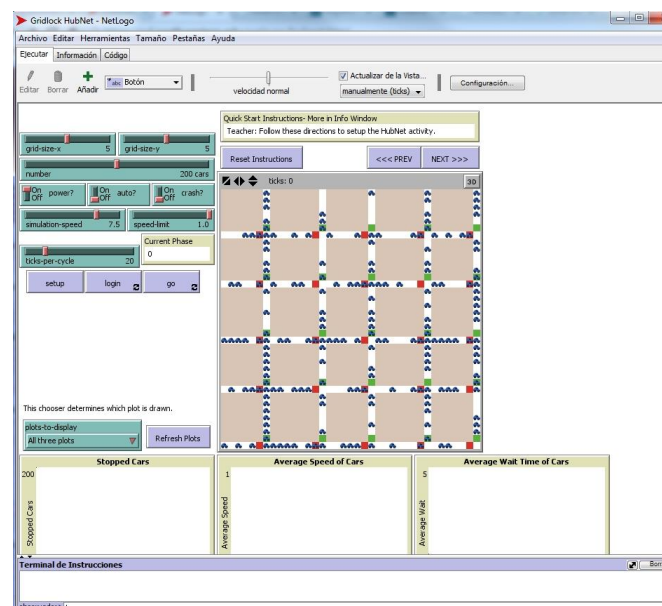 Gridlock HubNet - NetLogo
Archivo Editar Herramientas Tamaño Pestañas Ayuda
Ejecutar Información Código
Editar Borrar Añadir
abc Botón
velocidad normal
Actualizar de la Vista...
manualmente (ticks)
Configuración...
Quick Start Instructions- More in Info Window
Teacher: Follow these directions to setup the HubNet activity.
Reset Instructions <<< PREV NEXT >>>
grid-size-x 5 grid-size-y 5
number 200 cars
On Off power? On Off auto? On Off crash?
simulation-speed 7.5 speed-limit 1.0
ticks-per-cycle 20
Current Phase
0
setup login go
ticks: 0 3D
This chooser determines which plot is drawn.
plots-to-display
All three plots
Refresh Plots
Stopped Cars
200
Stopped Cars
Average Speed of Cars
1
Average Speed
Average Wait Time of Cars
5
Average Wait
Terminal de Instrucciones